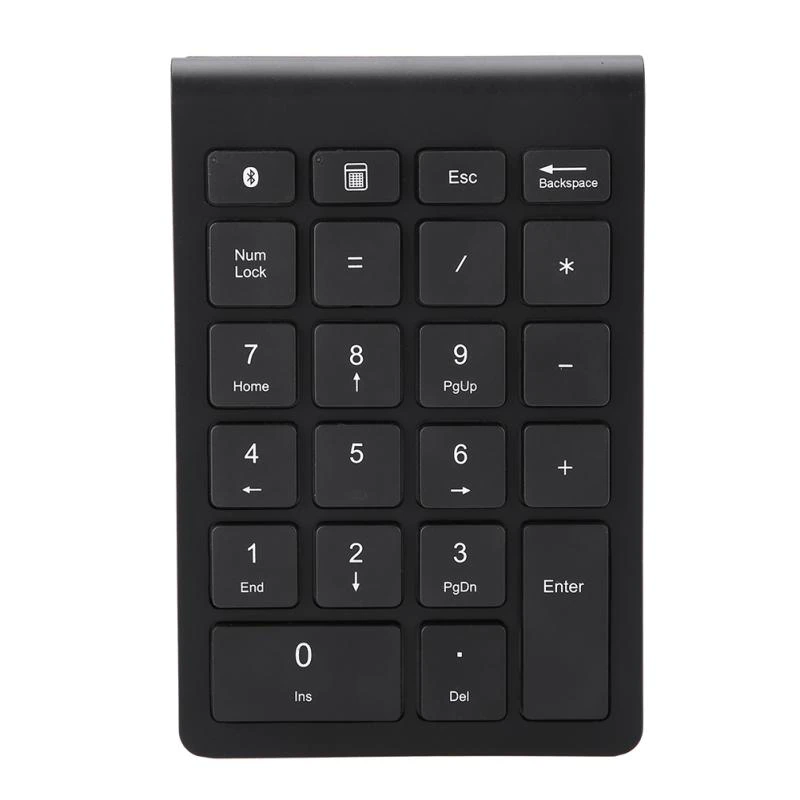 Esc
←
Backspace
Num
Lock
=
/
*
7
Home
8
↑
9
PgUp
-
4
←
5
6
→
+
1
End
2
↓
3
PgDn
Enter
0
Ins
.
Del